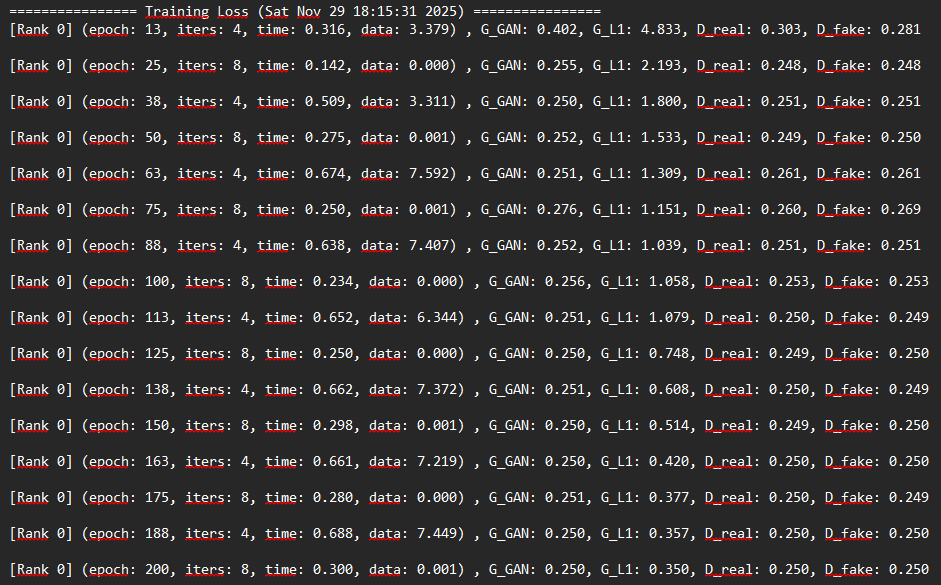 ================ Training Loss (Sat Nov 29 18:15:31 2025) ================
[Rank 0] (epoch: 13, iters: 4, time: 0.316, data: 3.379) , G_GAN: 0.402, G_L1: 4.833, D_real: 0.303, D_fake: 0.281
[Rank 0] (epoch: 25, iters: 8, time: 0.142, data: 0.000) , G_GAN: 0.255, G_L1: 2.193, D_real: 0.248, D_fake: 0.248
[Rank 0] (epoch: 38, iters: 4, time: 0.509, data: 3.311) , G_GAN: 0.250, G_L1: 1.800, D_real: 0.251, D_fake: 0.251
[Rank 0] (epoch: 50, iters: 8, time: 0.275, data: 0.001) , G_GAN: 0.252, G_L1: 1.533, D_real: 0.249, D_fake: 0.250
[Rank 0] (epoch: 63, iters: 4, time: 0.674, data: 7.592) , G_GAN: 0.251, G_L1: 1.309, D_real: 0.261, D_fake: 0.261
[Rank 0] (epoch: 75, iters: 8, time: 0.250, data: 0.001) , G_GAN: 0.276, G_L1: 1.151, D_real: 0.260, D_fake: 0.269
[Rank 0] (epoch: 88, iters: 4, time: 0.638, data: 7.407) , G_GAN: 0.252, G_L1: 1.039, D_real: 0.251, D_fake: 0.251
[Rank 0] (epoch: 100, iters: 8, time: 0.234, data: 0.000) , G_GAN: 0.256, G_L1: 1.058, D_real: 0.253, D_fake: 0.253
[Rank 0] (epoch: 113, iters: 4, time: 0.652, data: 6.344) , G_GAN: 0.251, G_L1: 1.079, D_real: 0.250, D_fake: 0.249
[Rank 0] (epoch: 125, iters: 8, time: 0.250, data: 0.000) , G_GAN: 0.250, G_L1: 0.748, D_real: 0.249, D_fake: 0.250
[Rank 0] (epoch: 138, iters: 4, time: 0.662, data: 7.372) , G_GAN: 0.251, G_L1: 0.608, D_real: 0.250, D_fake: 0.249
[Rank 0] (epoch: 150, iters: 8, time: 0.298, data: 0.001) , G_GAN: 0.250, G_L1: 0.514, D_real: 0.249, D_fake: 0.250
[Rank 0] (epoch: 163, iters: 4, time: 0.661, data: 7.219) , G_GAN: 0.250, G_L1: 0.420, D_real: 0.250, D_fake: 0.250
[Rank 0] (epoch: 175, iters: 8, time: 0.280, data: 0.000) , G_GAN: 0.251, G_L1: 0.377, D_real: 0.250, D_fake: 0.249
[Rank 0] (epoch: 188, iters: 4, time: 0.688, data: 7.449) , G_GAN: 0.250, G_L1: 0.357, D_real: 0.250, D_fake: 0.250
[Rank 0] (epoch: 200, iters: 8, time: 0.300, data: 0.001) , G_GAN: 0.250, G_L1: 0.350, D_real: 0.250, D_fake: 0.250